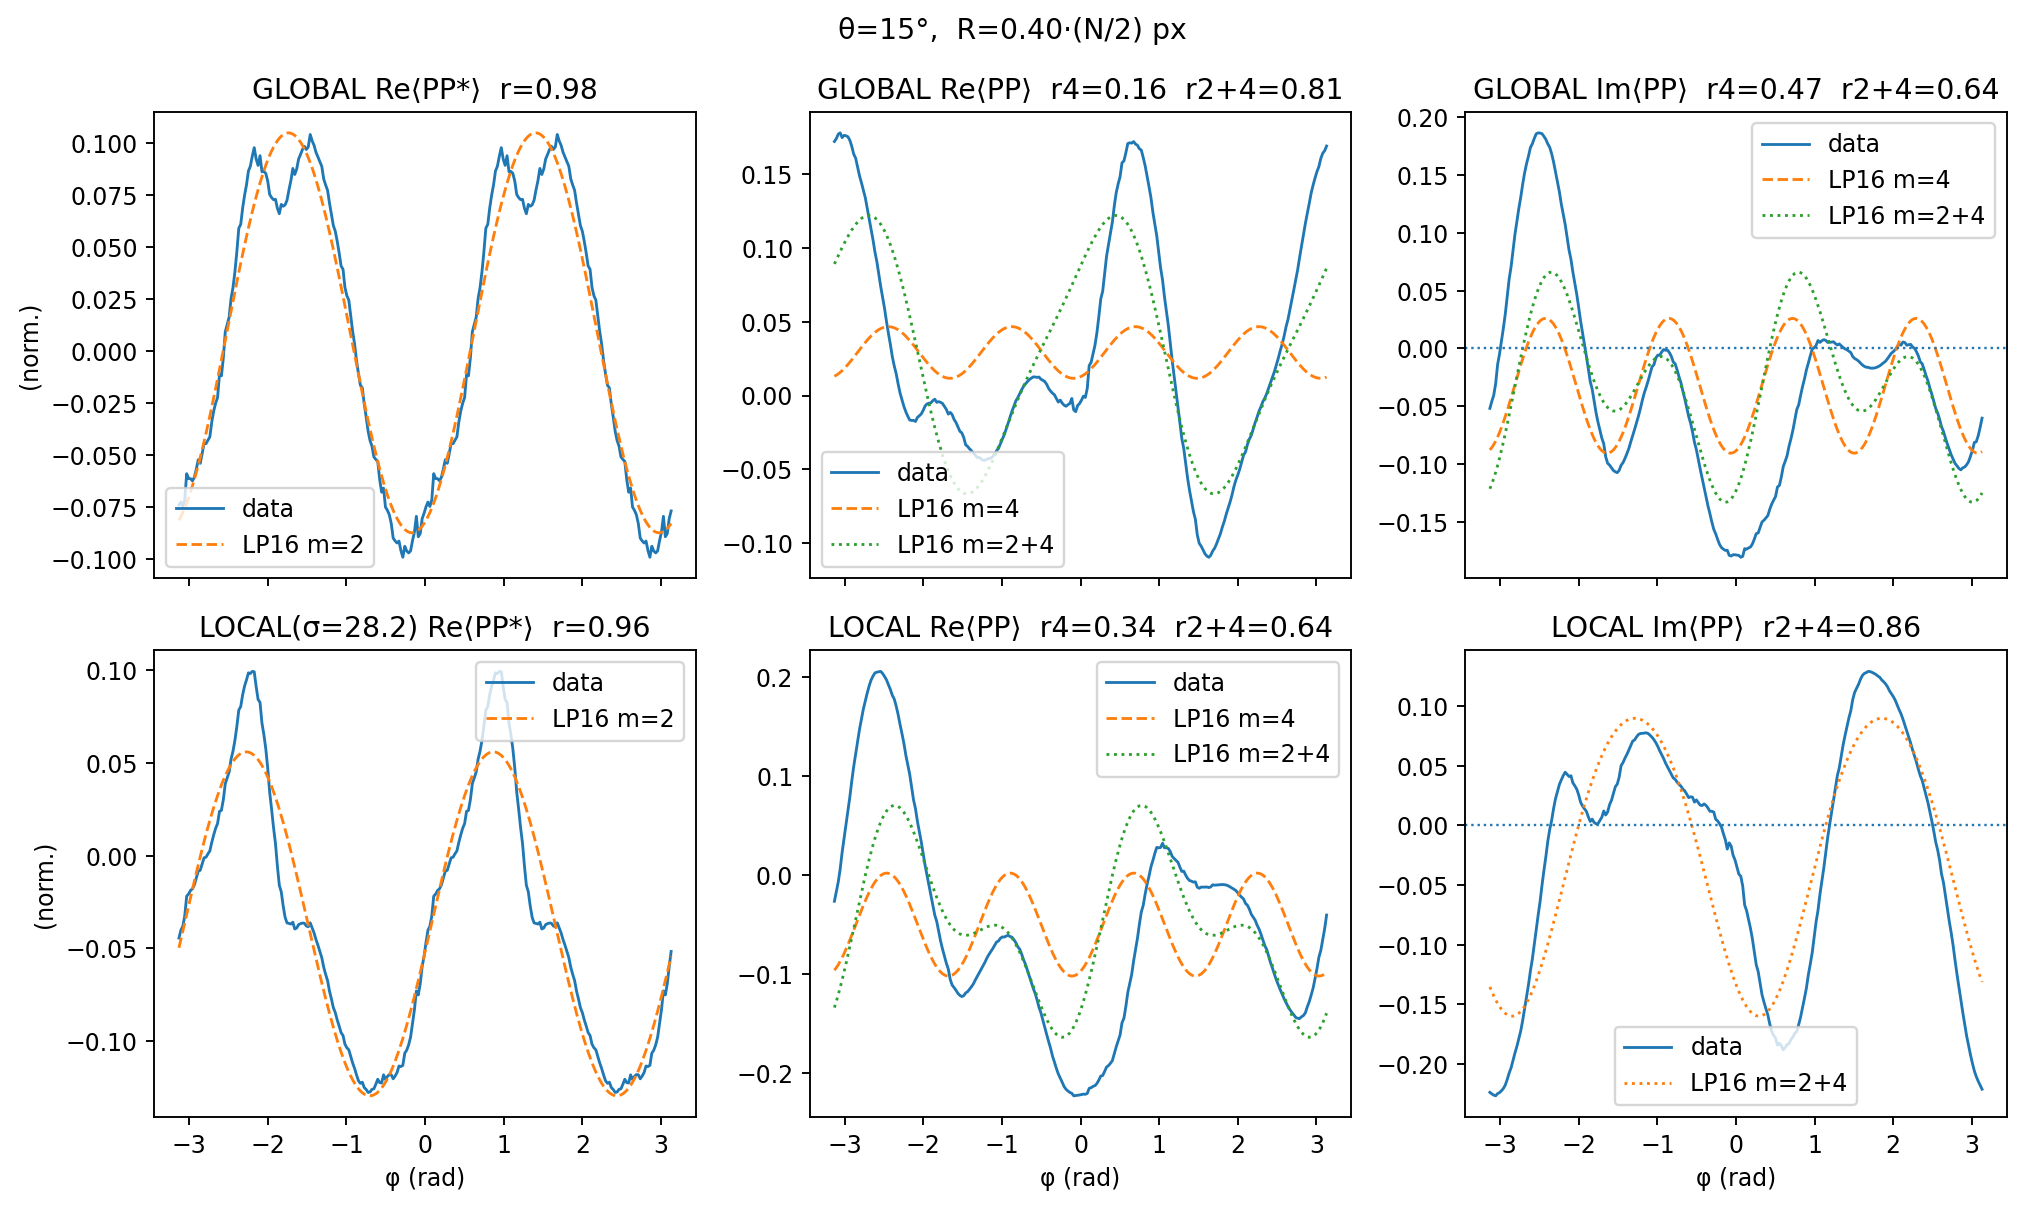 θ=15°,  R=0.40·(N/2) px
GLOBAL Re⟨PP*⟩  r=0.98
GLOBAL Re⟨PP⟩  r4=0.16  r2+4=0.81
GLOBAL Im⟨PP⟩  r4=0.47  r2+4=0.64
(norm.)
0.100
0.075
0.050
0.025
0.000
−0.025
−0.050
−0.075
−0.100
data
LP16 m=2
0.15
0.10
0.05
0.00
−0.05
−0.10
data
LP16 m=4
LP16 m=2+4
0.20
0.15
0.10
0.05
0.00
−0.05
−0.10
−0.15
data
LP16 m=4
LP16 m=2+4
LOCAL(σ=28.2) Re⟨PP*⟩  r=0.96
LOCAL Re⟨PP⟩  r4=0.34  r2+4=0.64
LOCAL Im⟨PP⟩  r2+4=0.86
(norm.)
0.10
0.05
0.00
−0.05
−0.10
data
LP16 m=2
−3 −2 −1 0 1 2 3
φ (rad)
0.2
0.1
0.0
−0.1
−0.2
data
LP16 m=4
LP16 m=2+4
−3 −2 −1 0 1 2 3
φ (rad)
0.10
0.05
0.00
−0.05
−0.10
−0.15
−0.20
data
LP16 m=2+4
−3 −2 −1 0 1 2 3
φ (rad)